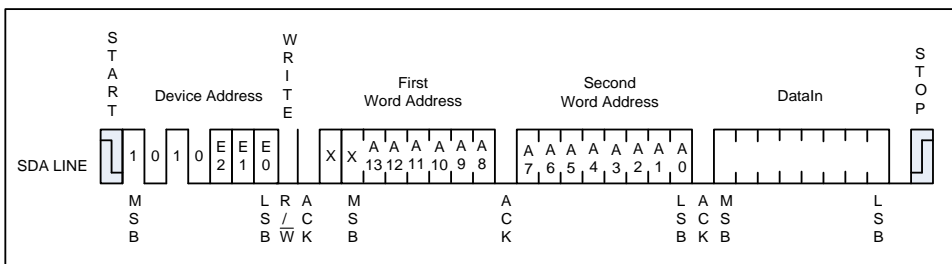 START
WRITE
STOP
Device Address
First
Word Address
Second
Word Address
DataIn
SDA LINE
1 0 1 0 E2 E1 E0 X X A13 A12 A11 A10 A9 A8 A7 A6 A5 A4 A3 A2 A1 A0
MSB
LSB
R/W̅
ACK
MSB
ACK
LSB
ACK
MSB
LSB